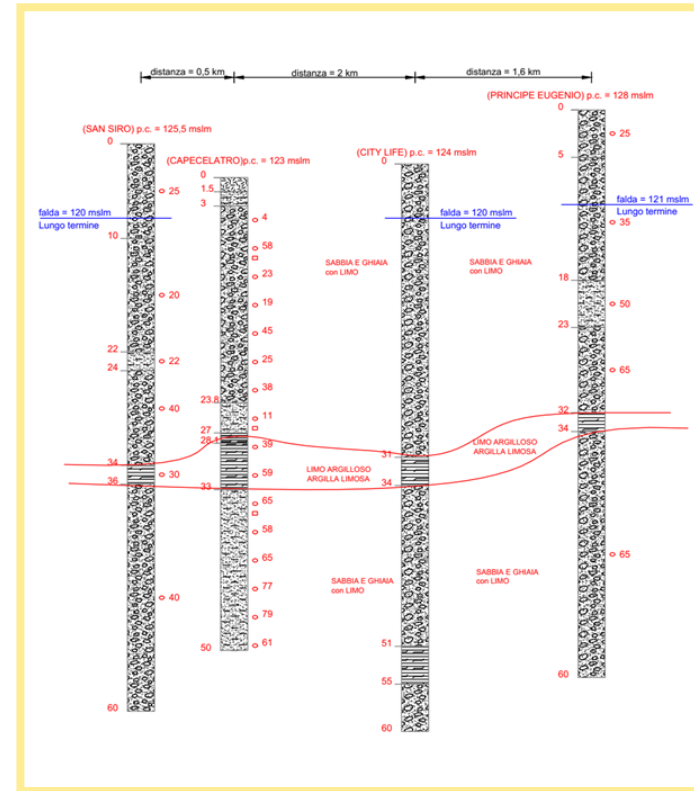 distanza = 0,5 km
distanza = 2 km
distanza = 1,6 km
(PRINCIPE EUGENIO) p.c. = 128 mslm
0
25
5
(SAN SIRO) p.c. = 125,5 mslm
0
(CAPECELATRO)p.c. = 123 mslm
(CITY LIFE) p.c. = 124 mslm
0
0
25
1.5
3
falda = 120 mslm
Lungo termine
4
falda = 120 mslm
Lungo termine
falda = 121 mslm
Lungo termine
35
10
58
SABBIA E GHIAIA
con LIMO
SABBIA E GHIAIA
con LIMO
23
18
20
19
50
45
23
22
22
24
25
65
38
23.8
40
11
32
27
28.1
39
34
LIMO ARGILLOSO
ARGILLA LIMOSA
31
34
30
59
LIMO ARGILLOSO
ARGILLA LIMOSA
36
33
34
65
58
65
65
SABBIA E GHIAIA
con LIMO
SABBIA E GHIAIA
con LIMO
40
77
79
50
61
51
60
55
60
60